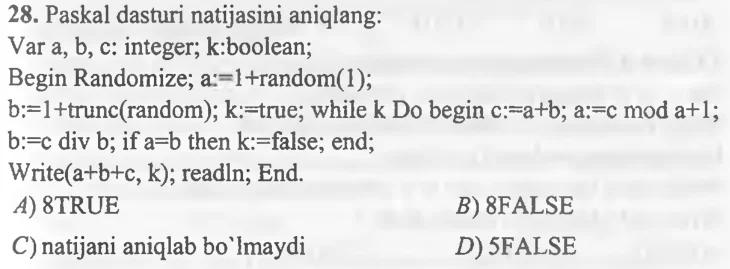 28. Paskal dasturi natijasini aniqlang:
Var a, b, c: integer; k:boolean;
Begin Randomize; a:=1+random(1);
b:=1+trunc(random); k:=true; while k Do begin c:=a+b; a:=c mod a+1;
b:=c div b; if a=b then k:=false; end;
Write(a+b+c, k); readln; End.
A) 8TRUE B) 8FALSE
C) natijani aniqlab bo`lmaydi D) 5FALSE